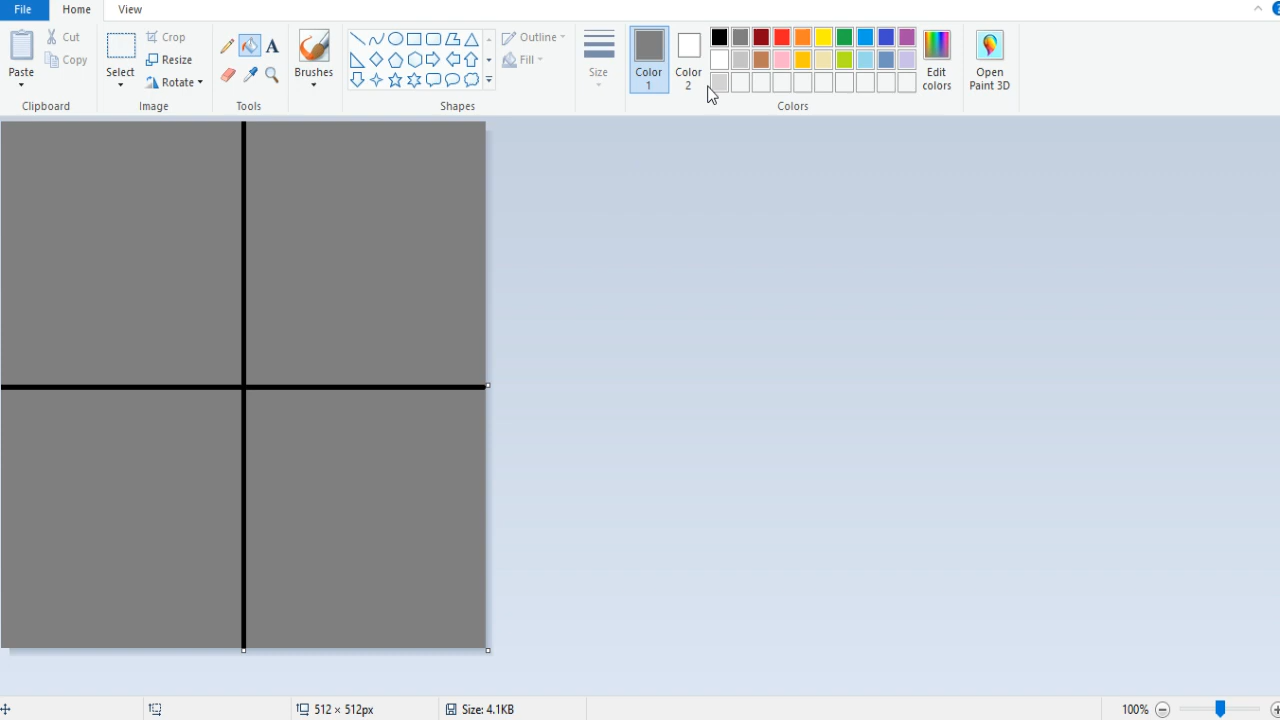 File Home View
Paste
Clipboard
Cut
Copy
Select
Crop
Resize
Rotate
Image
A
Tools
Brushes
Outline
Fill
Shapes
Size
Color 1
Color 2
Colors
Edit colors
Open Paint 3D
512 × 512px
Size: 4.1KB
100%